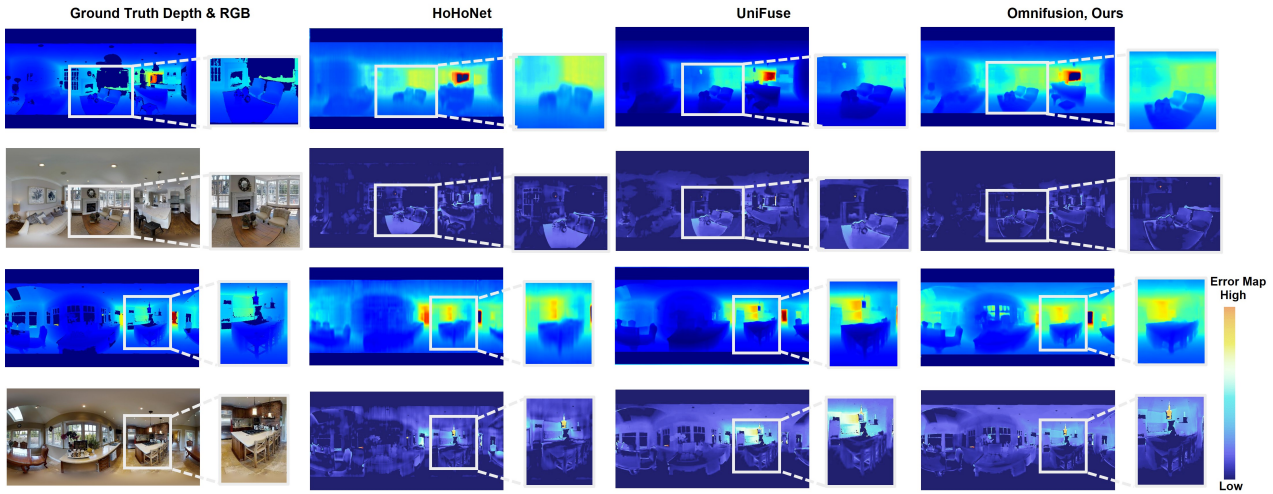 Ground Truth Depth & RGB
HoHoNet
UniFuse
Omnifusion, Ours
Error Map
High
Low